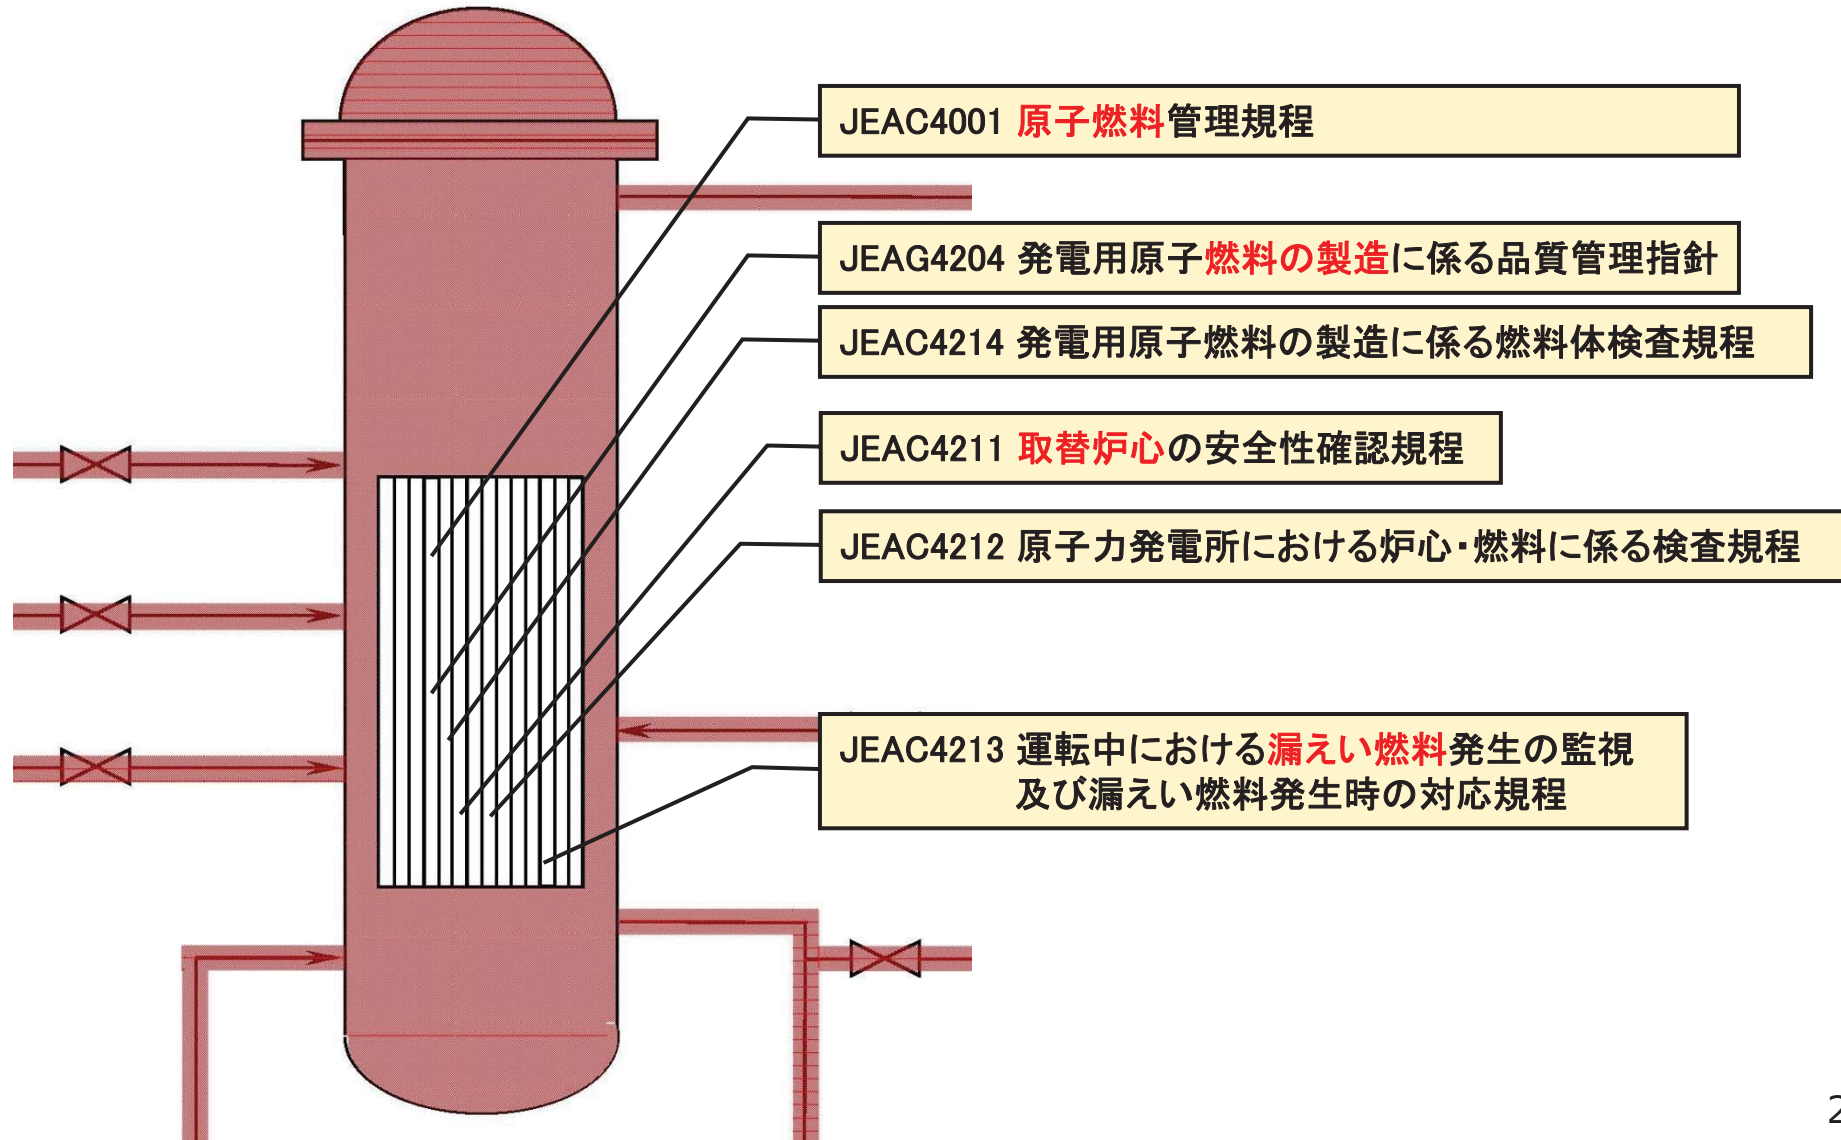 JEAC4001 原子燃料管理規程
JEAG4204 発電用原子燃料の製造に係る品質管理指針
JEAC4214 発電用原子燃料の製造に係る燃料体検査規程
JEAC4211 取替炉心の安全性確認規程
JEAC4212 原子力発電所における炉心・燃料に係る検査規程
JEAC4213 運転中における漏えい燃料発生の監視
及び漏えい燃料発生時の対応規程
2